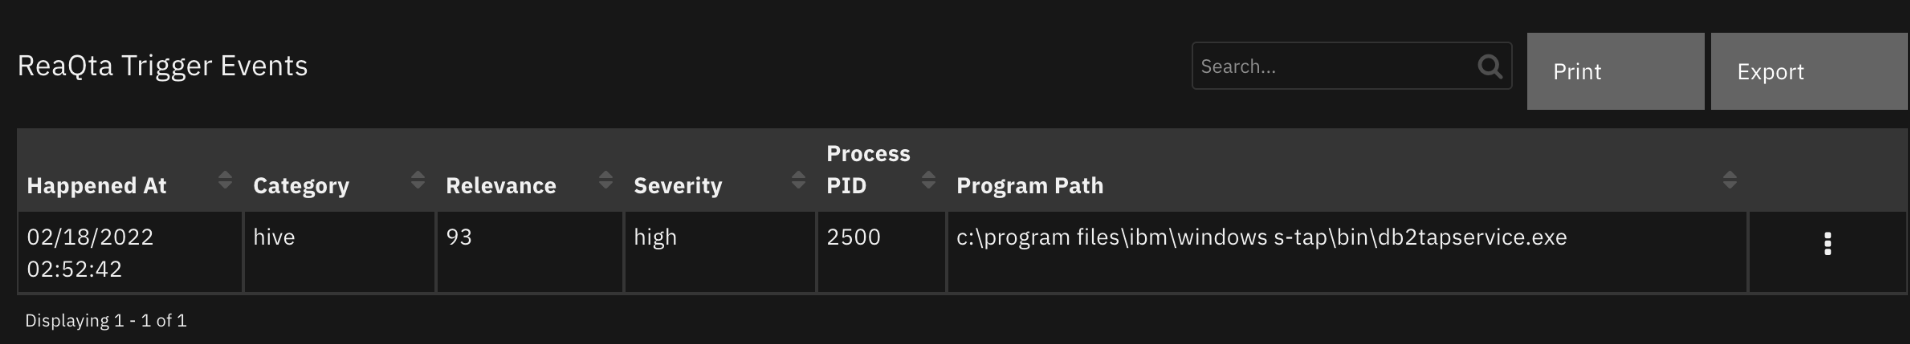 ReaQta Trigger Events
Search...
Print
Export
Happened At
Category
Relevance
Severity
Process
PID
Program Path
02/18/2022
02:52:42
hive
93
high
2500
c:\program files\ibm\windows s-tap\bin\db2tapservice.exe
Displaying 1 - 1 of 1